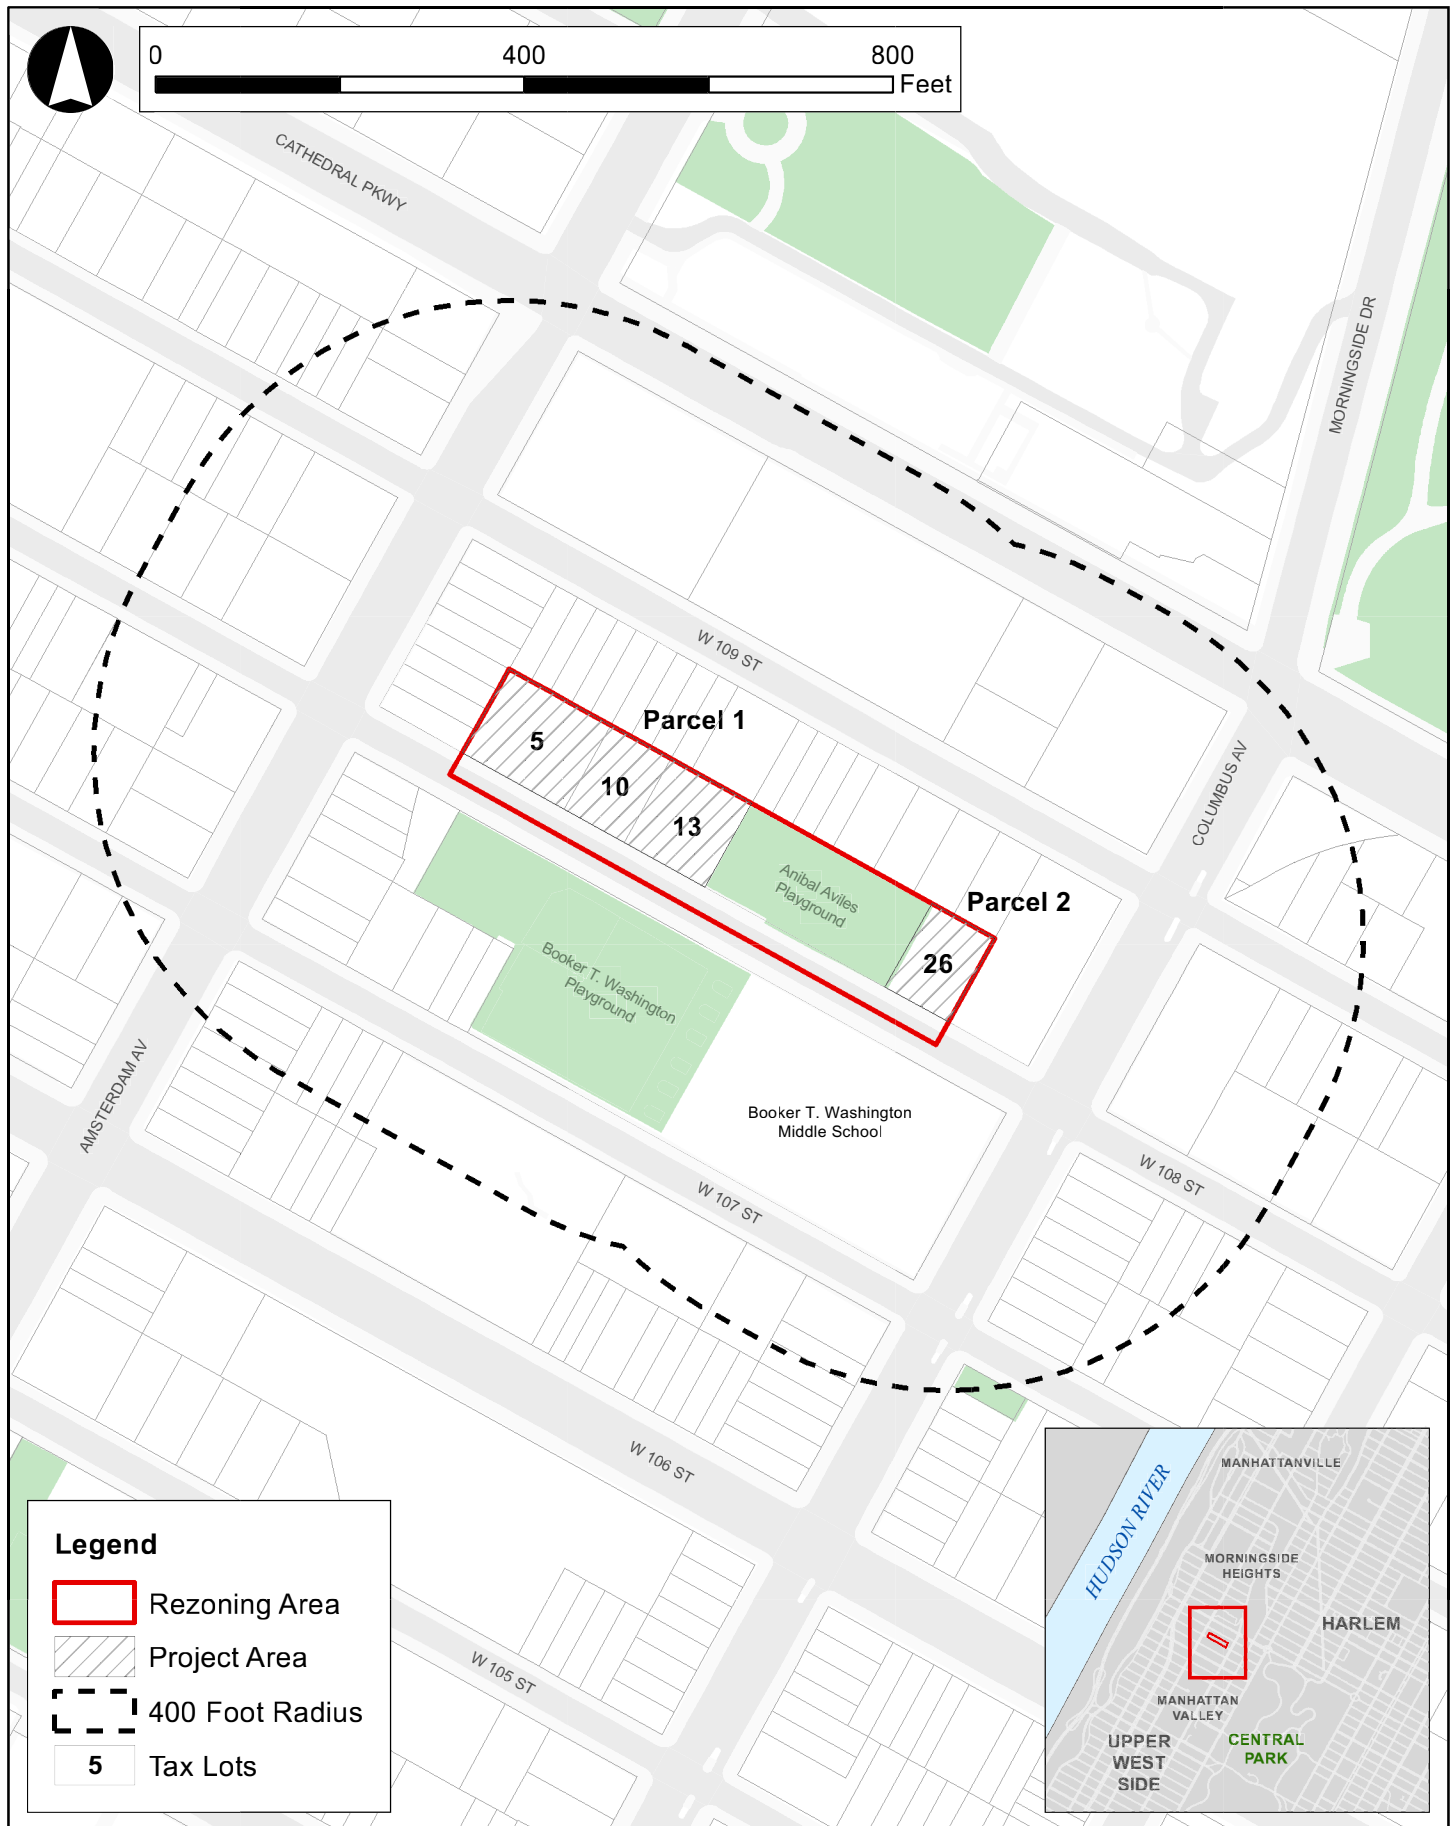 0 400 800
Feet
CATHEDRAL PKWY
MORNINGSIDE DR
W 109 ST
Parcel 1
5
10
13
COLUMBUS AV
Anibal Aviles
Playground
Parcel 2
26
Booker T. Washington
Playground
AMSTERDAM AV
Booker T. Washington
Middle School
W 108 ST
W 107 ST
W 106 ST
W 105 ST
Legend
Rezoning Area
Project Area
400 Foot Radius
5 Tax Lots
HUDSON RIVER
MANHATTANVILLE
MORNINGSIDE
HEIGHTS
HARLEM
MANHATTAN
VALLEY
UPPER
WEST
SIDE
CENTRAL
PARK